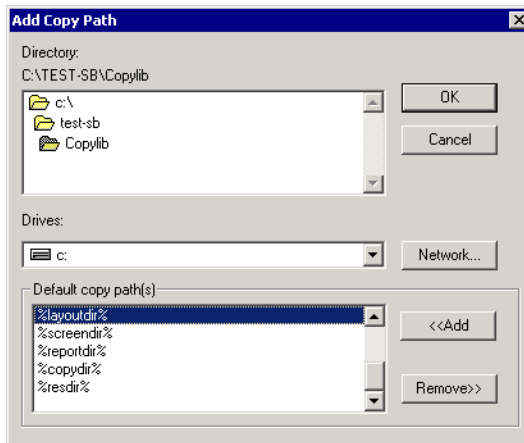 Add Copy Path
Directory:
C:\TEST-SB\Copylib
c:\
test-sb
Copylib
OK
Cancel
Drives:
c:
Network...
Default copy path(s)
%layoutdir%
%screendir%
%reportdir%
%copydir%
%resdir%
<<Add
Remove>>